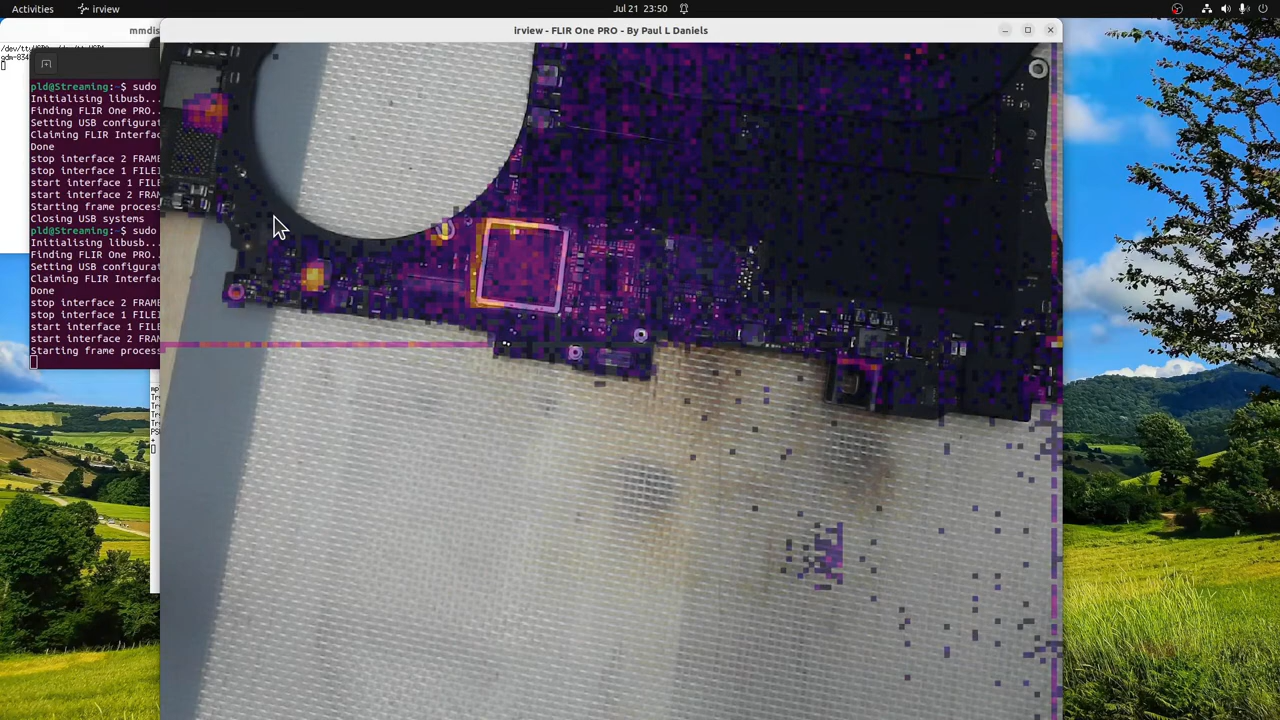 Activities
irview
Jul 21 23:50
mmdis
irview - FLIR One PRO - By Paul L Daniels
pld@Streaming:~$ sudo
Initialising libusb...
Finding FLIR One PRO..
Setting USB configurat
Claiming FLIR Interfac
Done
stop interface 2 FRAME
stop interface 1 FILEI
start interface 1 FILE
start interface 2 FRAM
Starting frame process
Closing USB systems
pld@Streaming:~$ sudo
Initialising libusb...
Finding FLIR One PRO..
Setting USB configurat
Claiming FLIR Interfac
Done
stop interface 2 FRAME
stop interface 1 FILEI
start interface 1 FILE
start interface 2 FRAM
Starting frame process